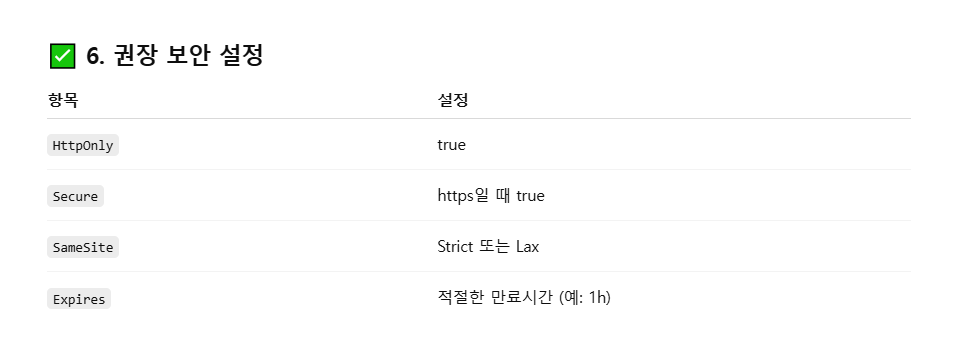 ✅ 6. 권장 보안 설정
항목 설정
HttpOnly true
Secure https일 때 true
SameSite Strict 또는 Lax
Expires 적절한 만료시간 (예: 1h)